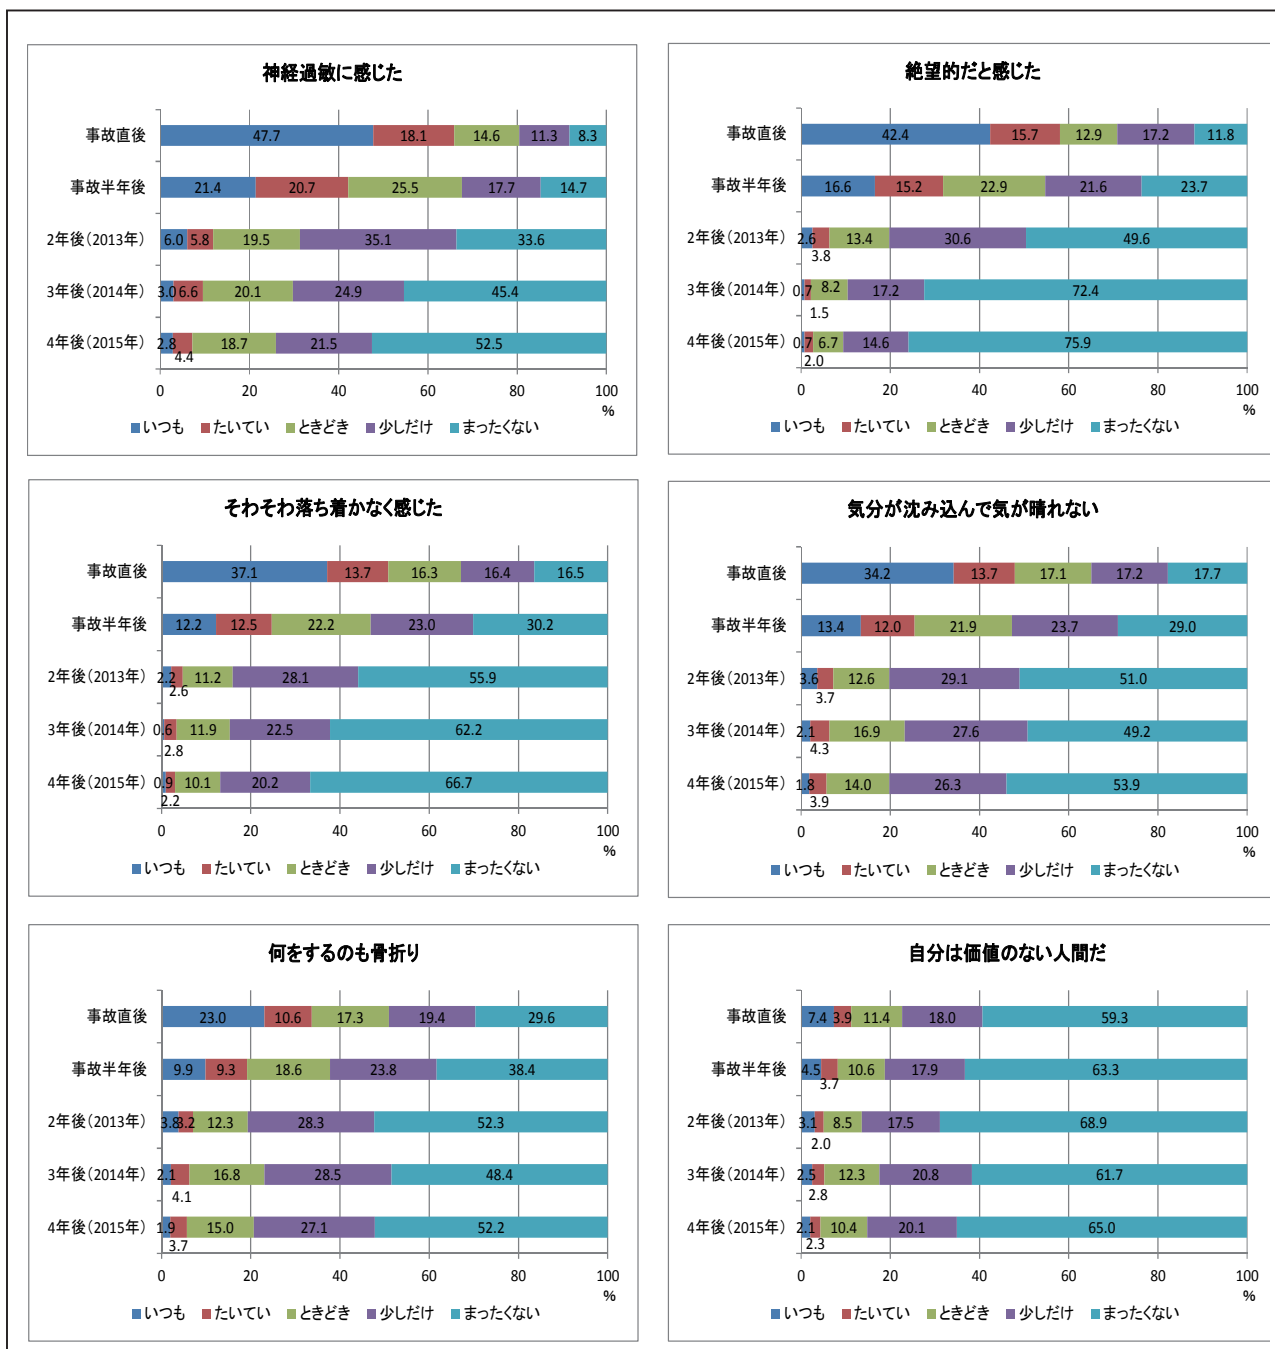 神経過敏に感じた
事故直後 47.7 18.1 14.6 11.3 8.3
事故半年後 21.4 20.7 25.5 17.7 14.7
2年後(2013年) 6.0 5.8 19.5 35.1 33.6
3年後(2014年) 3.0 6.6 20.1 24.9 45.4
4年後(2015年) 2.8 4.4 18.7 21.5 52.5
0 20 40 60 80 100
%
いつも たいてい ときどき 少しだけ まったくない
絶望的だと感じた
事故直後 42.4 15.7 12.9 17.2 11.8
事故半年後 16.6 15.2 22.9 21.6 23.7
2年後(2013年) 2.6 3.8 13.4 30.6 49.6
3年後(2014年) 0.7 1.5 8.2 17.2 72.4
4年後(2015年) 0.7 2.0 6.7 14.6 75.9
0 20 40 60 80 100
%
いつも たいてい ときどき 少しだけ まったくない
そわそわ落ち着かなく感じた
事故直後 37.1 13.7 16.3 16.4 16.5
事故半年後 12.2 12.5 22.2 23.0 30.2
2年後(2013年) 2.2 2.6 11.2 28.1 55.9
3年後(2014年) 0.6 2.8 11.9 22.5 62.2
4年後(2015年) 0.9 2.2 10.1 20.2 66.7
0 20 40 60 80 100
%
いつも たいてい ときどき 少しだけ まったくない
気分が沈み込んで気が晴れない
事故直後 34.2 13.7 17.1 17.2 17.7
事故半年後 13.4 12.0 21.9 23.7 29.0
2年後(2013年) 3.6 3.7 12.6 29.1 51.0
3年後(2014年) 2.1 4.3 16.9 27.6 49.2
4年後(2015年) 1.8 3.9 14.0 26.3 53.9
0 20 40 60 80 100
%
いつも たいてい ときどき 少しだけ まったくない
何をするのも骨折り
事故直後 23.0 10.6 17.3 19.4 29.6
事故半年後 9.9 9.3 18.6 23.8 38.4
2年後(2013年) 3.8 3.2 12.3 28.3 52.3
3年後(2014年) 2.1 4.1 16.8 28.5 48.4
4年後(2015年) 1.9 3.7 15.0 27.1 52.2
0 20 40 60 80 100
%
いつも たいてい ときどき 少しだけ まったくない
自分は価値のない人間だ
事故直後 7.4 3.9 11.4 18.0 59.3
事故半年後 4.5 3.7 10.6 17.9 63.3
2年後(2013年) 3.1 2.0 8.5 17.5 68.9
3年後(2014年) 2.5 2.8 12.3 20.8 61.7
4年後(2015年) 2.1 2.3 10.4 20.1 65.0
0 20 40 60 80 100
%
いつも たいてい ときどき 少しだけ まったくない